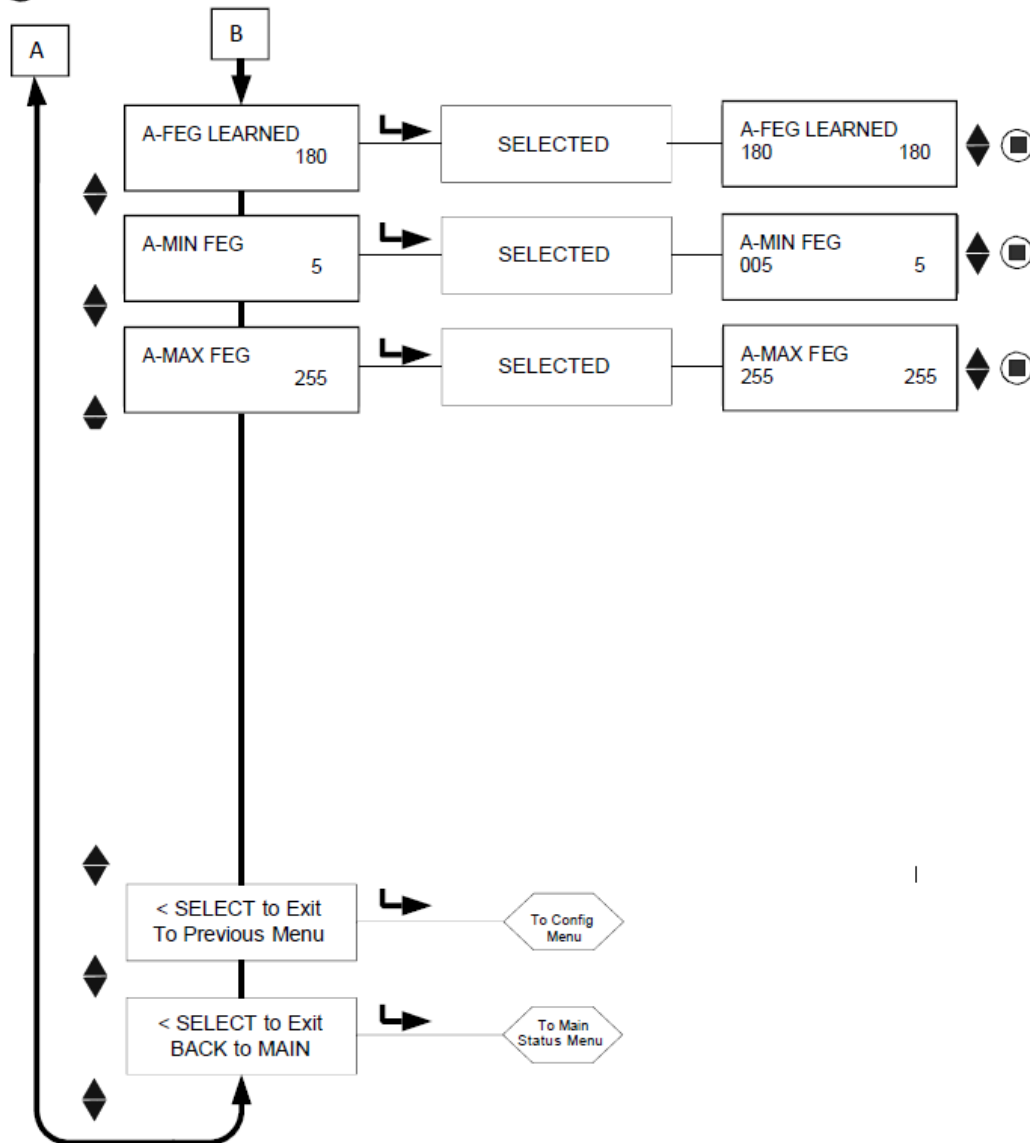 A
B
A-FEG LEARNED
180
SELECTED
A-FEG LEARNED
180 180
A-MIN FEG
5
SELECTED
A-MIN FEG
005 5
A-MAX FEG
255
SELECTED
A-MAX FEG
255 255
< SELECT to Exit
To Previous Menu
To Config
Menu
< SELECT to Exit
BACK to MAIN
To Main
Status Menu